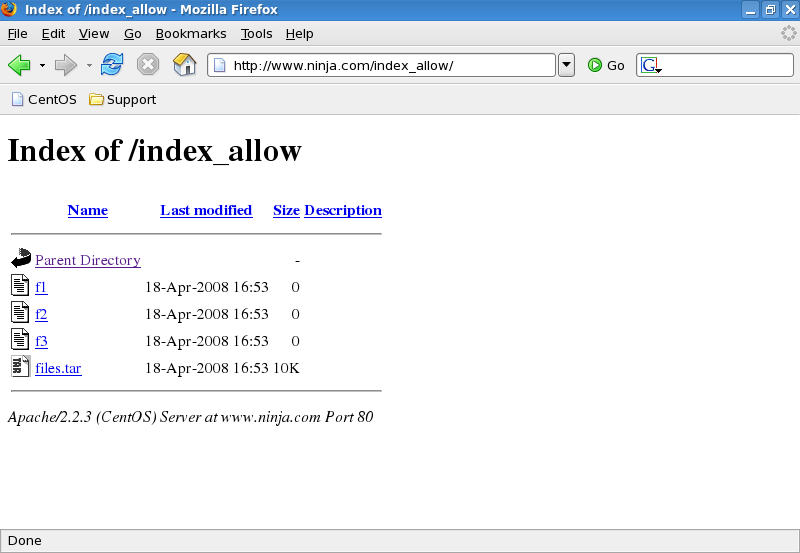 Index of /index_allow - Mozilla Firefox
File Edit View Go Bookmarks Tools Help
http://www.ninja.com/index_allow/ Go G
CentOS Support
Index of /index_allow
Name Last modified Size Description
Parent Directory -
f1 18-Apr-2008 16:53 0
f2 18-Apr-2008 16:53 0
f3 18-Apr-2008 16:53 0
TAR files.tar 18-Apr-2008 16:53 10K
Apache/2.2.3 (CentOS) Server at www.ninja.com Port 80
Done